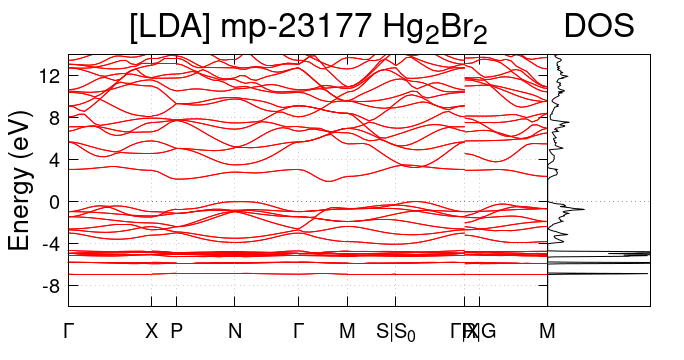 [LDA] mp-23177 Hg₂Br₂ DOS
Energy (eV)
12
8
4
0
-4
-8
Γ X P N Γ M S|S₀ Γ X|G M